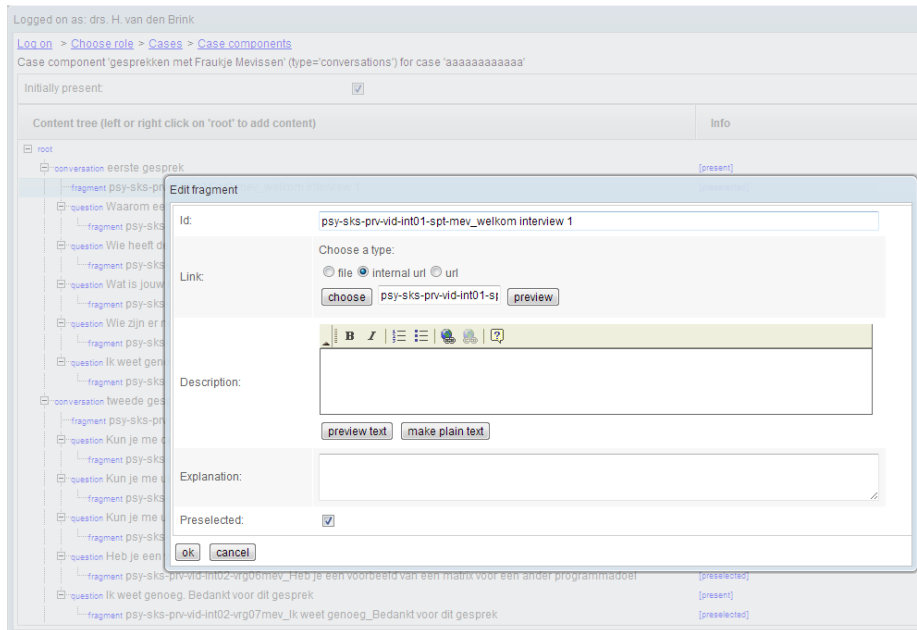 Logged on as: drs. H. van den Brink
Log on > Choose role > Cases > Case components
Case component 'gesprekken met Fraukje Mevissen' (type='conversations') for case 'aaaaaaaaaaaa'
Initially present:
Content tree (left or right click on 'root' to add content) Info
root
conversation eerste gesprek [present]
fragment psy-sks-pr
question Waarom ee
fragment psy-sks
question Wie heeft de
fragment psy-sks
question Wat is jouw
fragment psy-sks
question Wie zijn er
fragment psy-sks
question Ik weet gen
fragment psy-sks
conversation tweede ges
fragment psy-sks-pr
question Kun je me
fragment psy-sks
question Kun je me
fragment psy-sks
question Kun je me
fragment psy-sks
question Heb je een
fragment psy-sks-prv-vid-int02-vrg06mev_Heb je een voorbeeld van een matrix voor een ander programmadoel [preselected]
question Ik weet genoeg. Bedankt voor dit gesprek [present]
fragment psy-sks-prv-vid-int02-vrg07mev_Ik weet genoeg_Bedankt voor dit gesprek [preselected]
Edit fragment
Id: psy-sks-prv-vid-int01-spt-mev_welkom interview 1
Link:
Choose a type:
file internal url url
choose psy-sks-prv-vid-int01-sp preview
B I
Description:
preview text make plain text
Explanation:
Preselected:
ok cancel